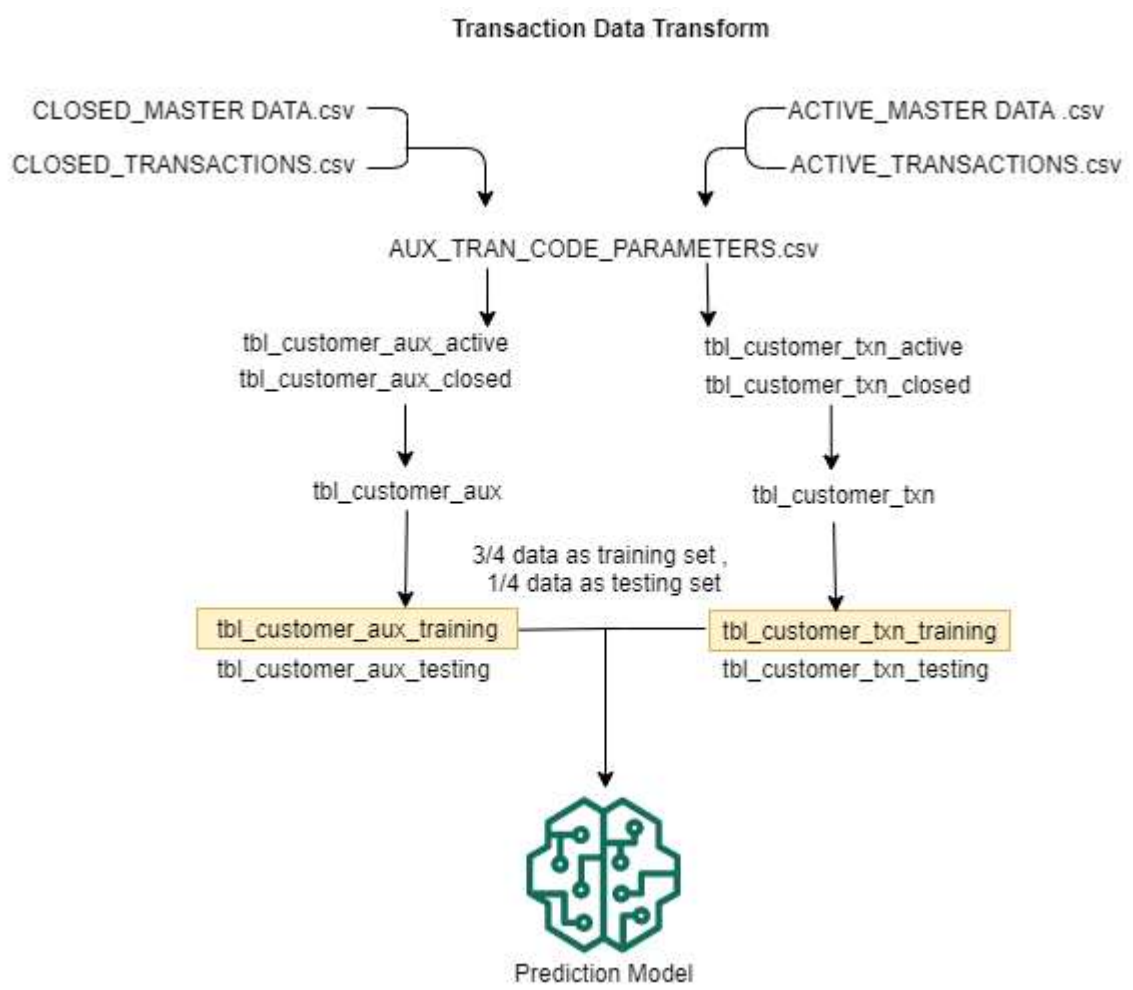 Transaction Data Transform
CLOSED_MASTER DATA.csv
CLOSED_TRANSACTIONS.csv
ACTIVE_MASTER DATA .csv
ACTIVE_TRANSACTIONS.csv
AUX_TRAN_CODE_PARAMETERS.csv
tbl_customer_aux_active
tbl_customer_aux_closed
tbl_customer_txn_active
tbl_customer_txn_closed
tbl_customer_aux
tbl_customer_txn
3/4 data as training set ,
1/4 data as testing set
tbl_customer_aux_training
tbl_customer_aux_testing
tbl_customer_txn_training
tbl_customer_txn_testing
Prediction Model